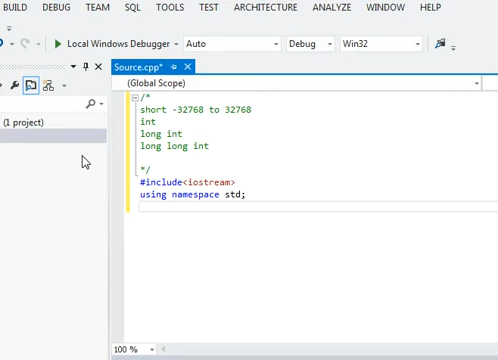 BUILD DEBUG TEAM SQL TOOLS TEST ARCHITECTURE ANALYZE WINDOW HELP
Local Windows Debugger Auto Debug Win32
Source.cpp*
(Global Scope)
/*
short -32768 to 32768
(1 project)
int
long int
long long int
*/
#include<iostream>
using namespace std;
100 %